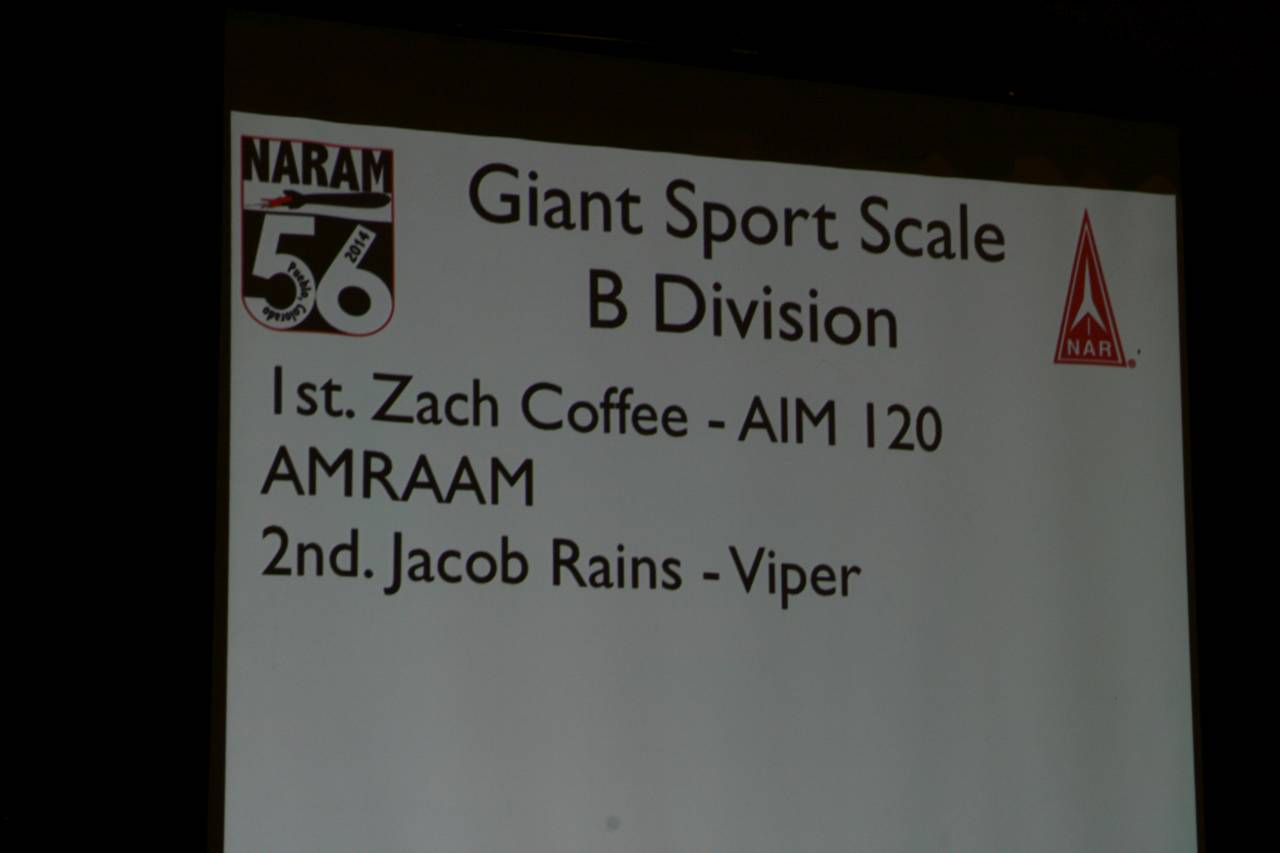 NARAM
56
2014
Pueblo, Colorado
Giant Sport Scale
B Division
NAR
1st. Zach Coffee - AIM 120
AMRAAM
2nd. Jacob Rains - Viper